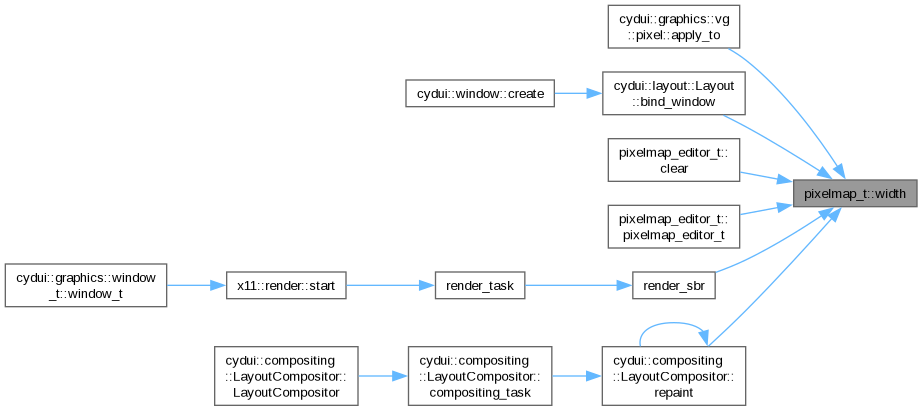 cydui::graphics::vg
::pixel::apply_to
cydui::window::create
cydui::layout::Layout
::bind_window
pixelmap_editor_t::
clear
pixelmap_t::width
pixelmap_editor_t::
pixelmap_editor_t
cydui::graphics::window
_t::window_t
x11::render::start
render_task
render_sbr
cydui::compositing
::LayoutCompositor::
LayoutCompositor
cydui::compositing
::LayoutCompositor::
compositing_task
cydui::compositing
::LayoutCompositor::
repaint